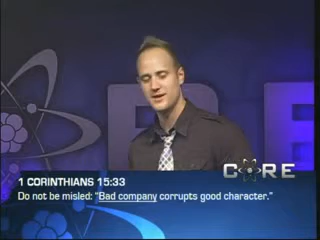 CORE
1 CORINTHIANS 15:33
Do not be misled: “Bad company corrupts good character.”